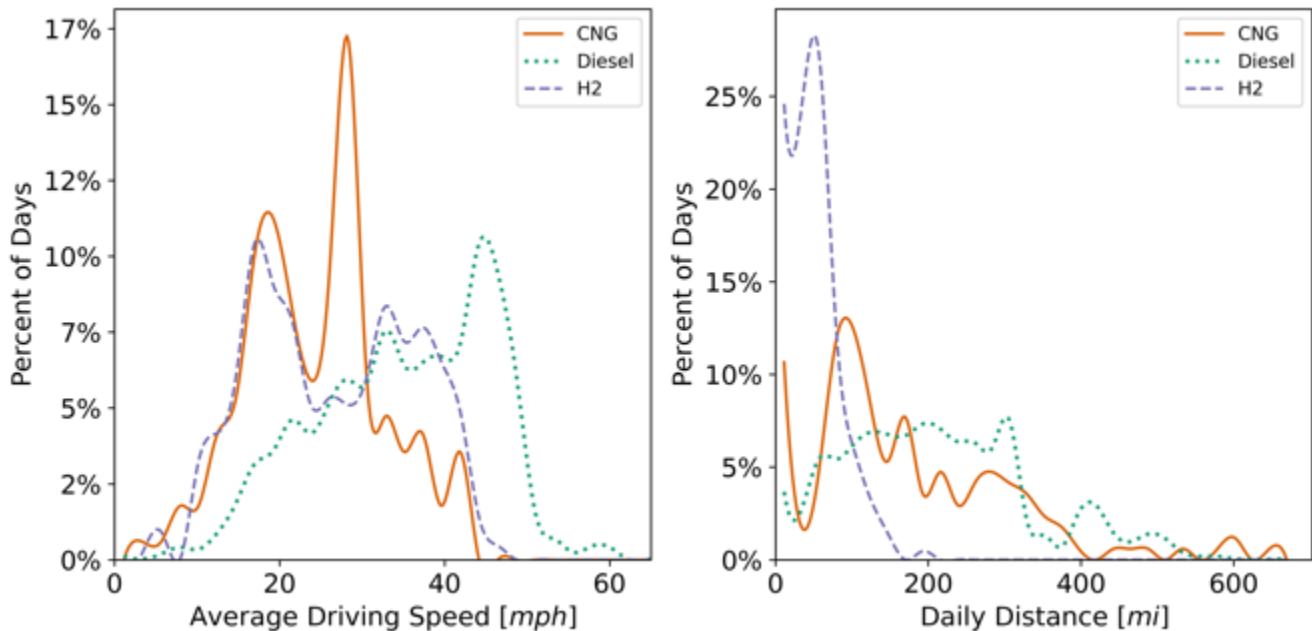 17%
15%
12%
10%
7%
5%
2%
0%
Percent of Days
0 20 40 60
Average Driving Speed [mph]
CNG
Diesel
H2
25%
20%
15%
10%
5%
0%
Percent of Days
0 200 400 600
Daily Distance [mi]
CNG
Diesel
H2